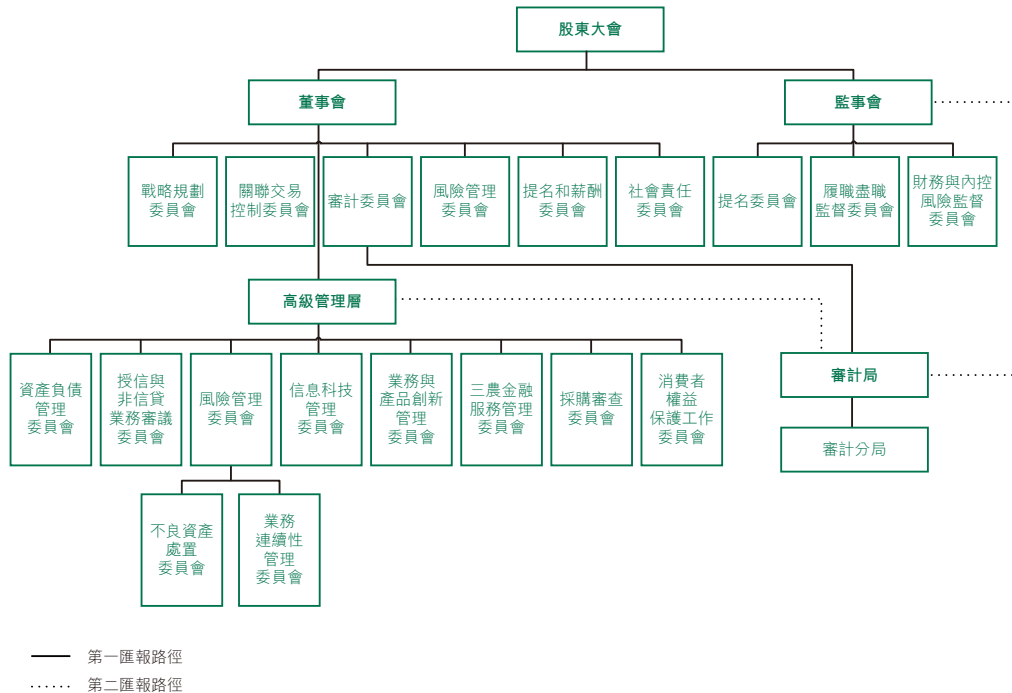 股東大會
董事會
監事會
戰略規劃
委員會
關聯交易
控制委員會
審計委員會
風險管理
委員會
提名和薪酬
委員會
社會責任
委員會
提名委員會
履職盡職
監督委員會
財務與內控
風險監督
委員會
高級管理層
審計局
審計分局
資產負債
管理
委員會
授信與
非信貸
業務審議
委員會
風險管理
委員會
信息科技
管理
委員會
業務與
產品創新
管理
委員會
三農金融
服務管理
委員會
採購審查
委員會
消費者
權益
保護工作
委員會
不良資產
處置
委員會
業務
連續性
管理
委員會
第一匯報路徑
第二匯報路徑